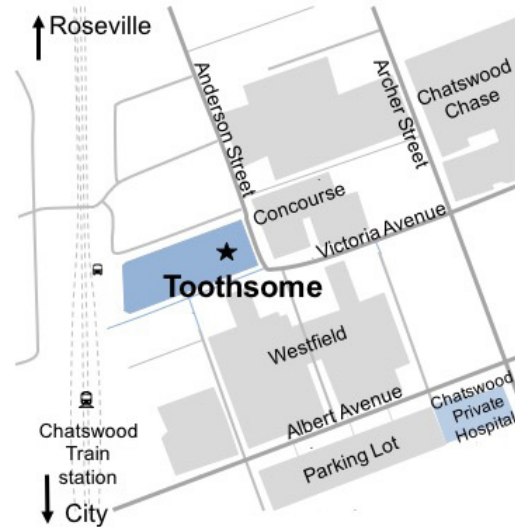 Roseville
Anderson Street
Archer Street
Chatswood
Chase
Concourse
Victoria Avenue
Toothsome
Westfield
Albert Avenue
Chatswood
Private
Hospital
Chatswood
Train
station
Parking Lot
City